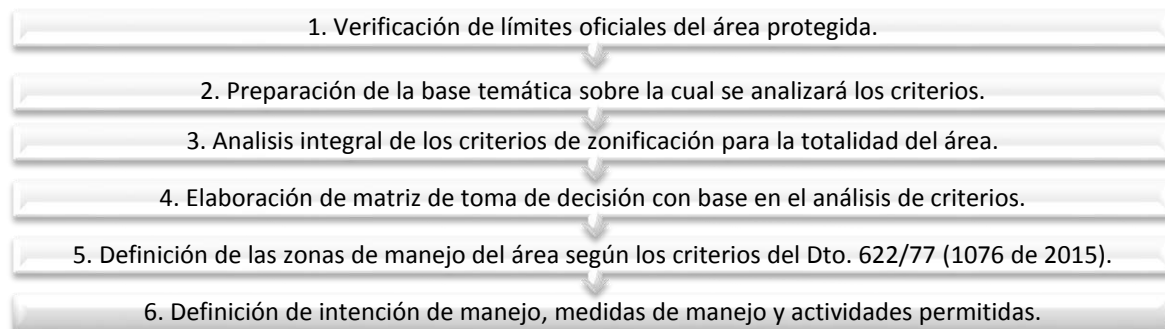 1. Verificación de límites oficiales del área protegida.
2. Preparación de la base temática sobre la cual se analizará los criterios.
3. Analisis integral de los criterios de zonificación para la totalidad del área.
4. Elaboración de matriz de toma de decisión con base en el análisis de criterios.
5. Definición de las zonas de manejo del área según los criterios del Dto. 622/77 (1076 de 2015).
6. Definición de intención de manejo, medidas de manejo y actividades permitidas.